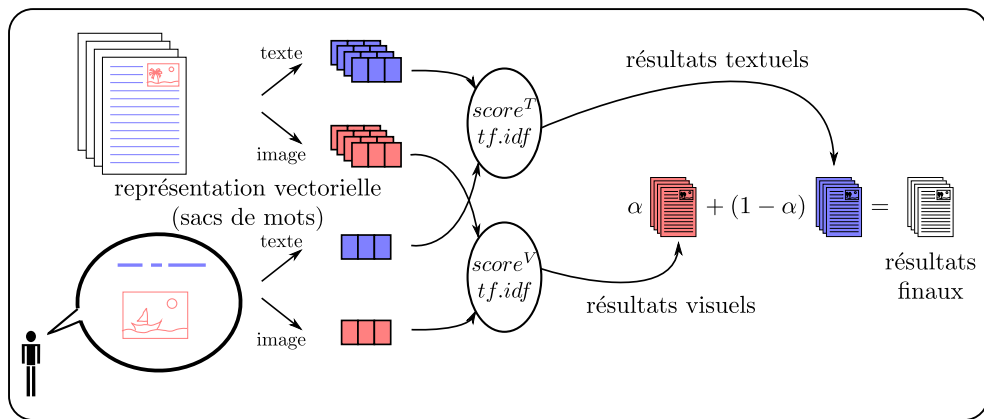 texte
image
représentation vectorielle
(sacs de mots)
texte
image
score^T
tf.idf
score^V
tf.idf
résultats textuels
résultats visuels
α + (1 − α) =
résultats
finaux